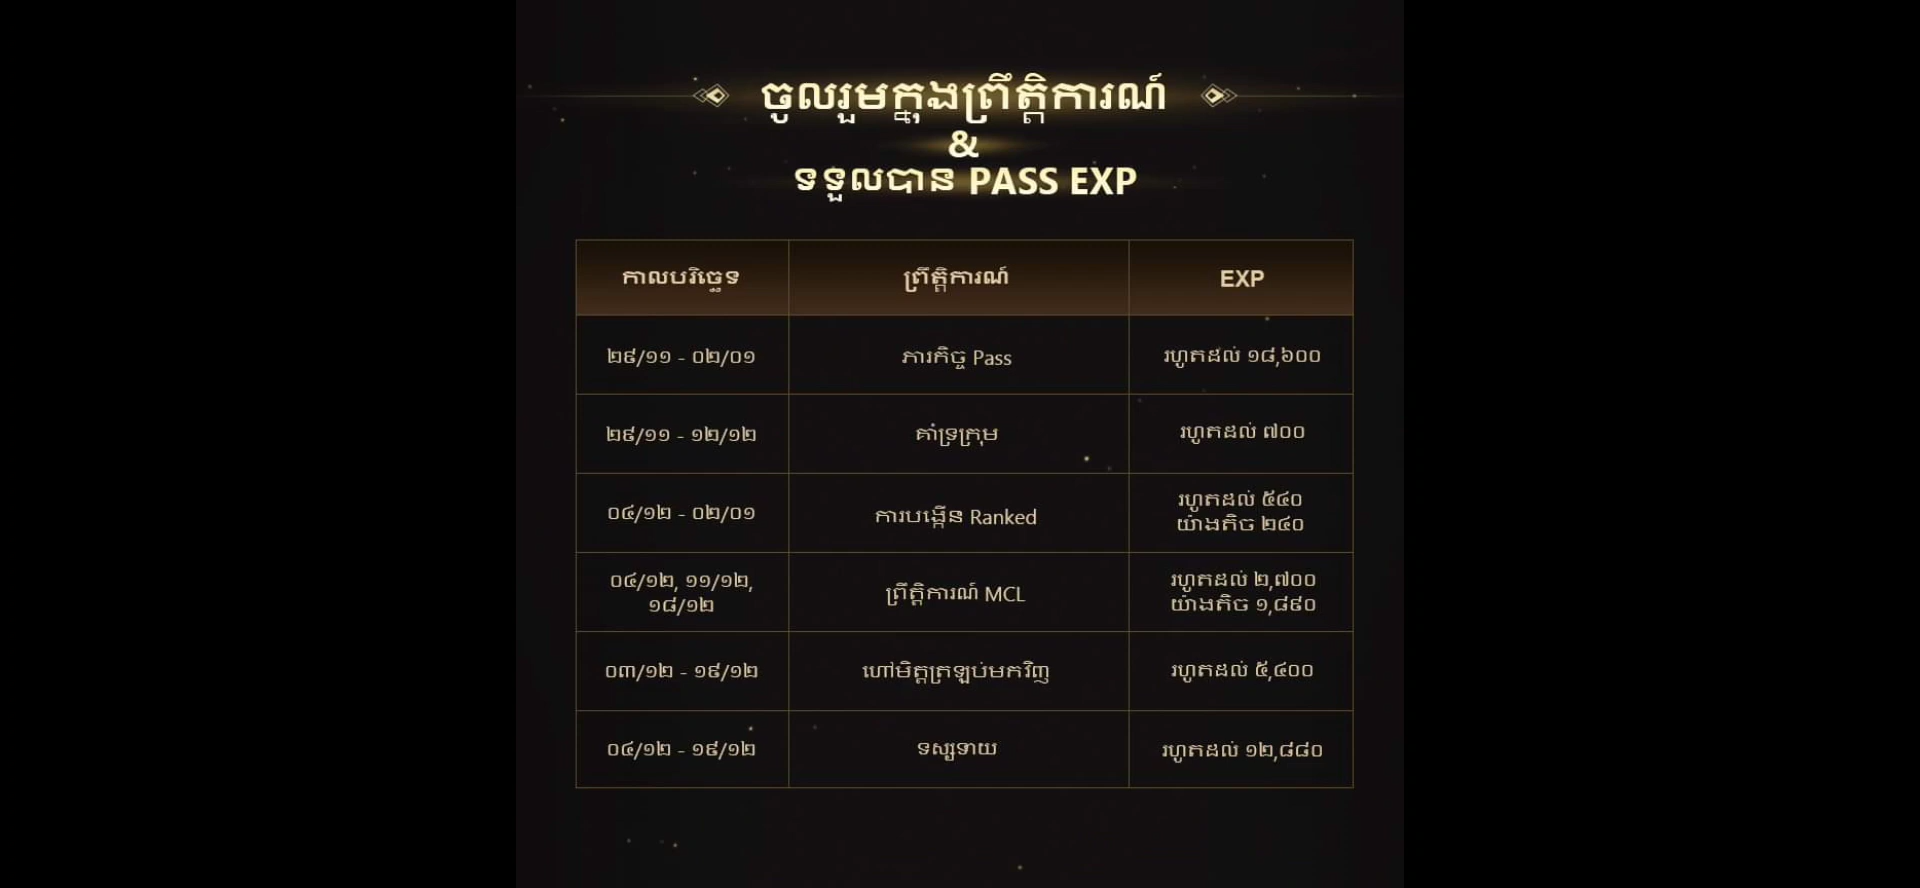 ចូលរួមក្នុងព្រឹត្តិការណ៍
&
ទទួលបាន PASS EXP
កាលបរិច្ឆេទ ព្រឹត្តិការណ៍ EXP
២៩/១១ - ០២/០១ ភារកិច្ច Pass រហូតដល់ ១៨,៦០០
២៩/១១ - ១២/១២ គាំទ្រក្រុម រហូតដល់ ៧០០
០៤/១២ - ០២/០១ ការបង្កើន Ranked រហូតដល់ ៥៤០
យ៉ាងតិច ២៤០
០៤/១២, ១១/១២,
១៨/១២ ព្រឹត្តិការណ៍ MCL រហូតដល់ ២,៧០០
យ៉ាងតិច ១,៨៩០
០៣/១២ - ១៩/១២ ហៅមិត្តត្រឡប់មកវិញ រហូតដល់ ៥,៤០០
០៤/១២ - ១៩/១២ ទស្សទាយ រហូតដល់ ១២,៨៨០